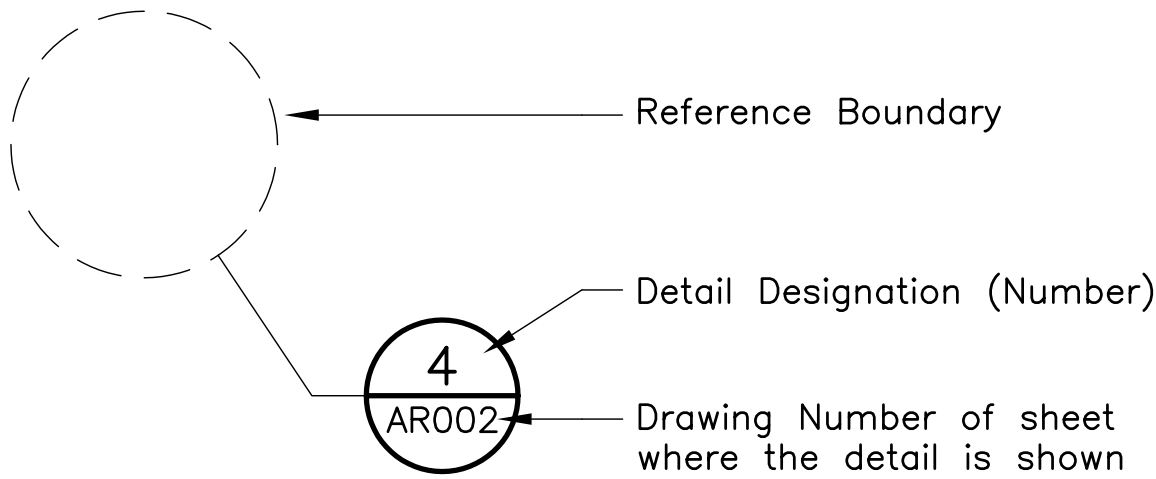 Reference Boundary
Detail Designation (Number)
4
AR002
Drawing Number of sheet
where the detail is shown